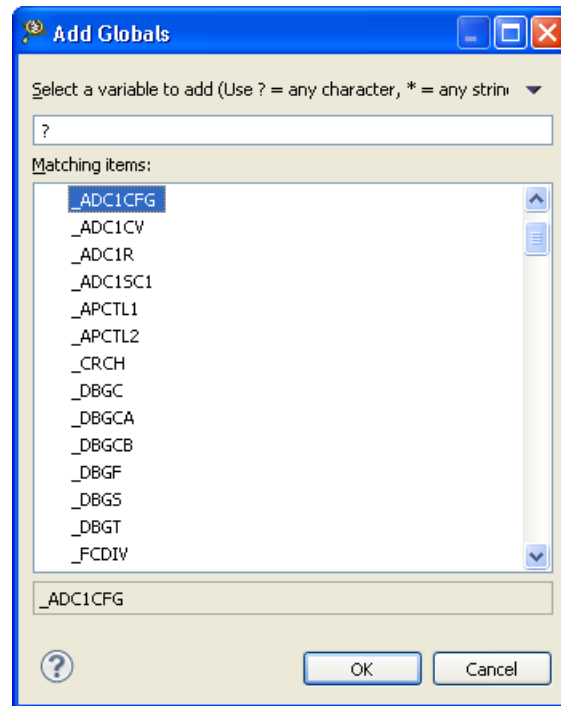 Add Globals
Select a variable to add (Use ? = any character, * = any string
?
Matching items:
_ADC1CFG
_ADC1CV
_ADC1R
_ADC1SC1
_APCTL1
_APCTL2
_CRCH
_DBGC
_DBGCA
_DBGCB
_DBGF
_DBGS
_DBGT
_FCDIV
_ADC1CFG
?
OK Cancel